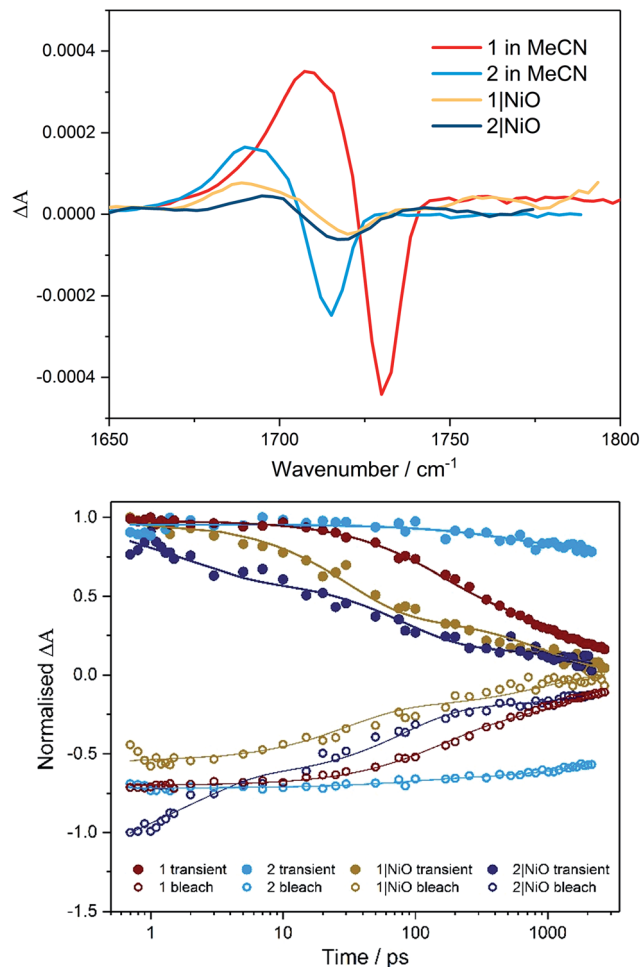 0.0004
0.0002
0.0000
-0.0002
-0.0004
ΔA
1 in MeCN
2 in MeCN
1|NiO
2|NiO
1650 1700 1750 1800
Wavenumber / cm⁻¹
1.0
0.5
0.0
-0.5
-1.0
-1.5
Normalised ΔA
1 transient 2 transient 1|NiO transient 2|NiO transient
1 bleach 2 bleach 1|NiO bleach 2|NiO bleach
1 10 100 1000
Time / ps